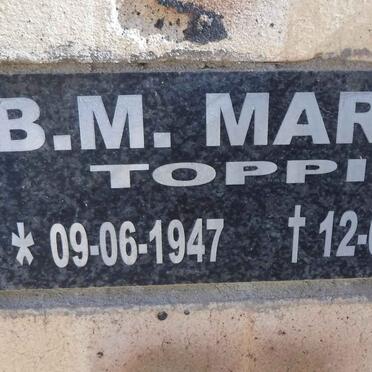 B.M. MAR
TOPPI
* 09-06-1947 † 12-